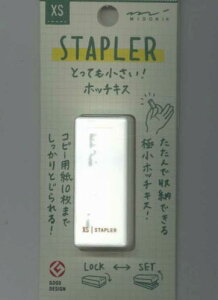 XS
MIDORI
STAPLER
とっても小さい!
ホッチキス
たたんで収納できる
極小ホッチキス!
コピー用紙10枚まで
しっかりとじられる!
XS STAPLER
GOOD DESIGN
LOCK ↔ SET